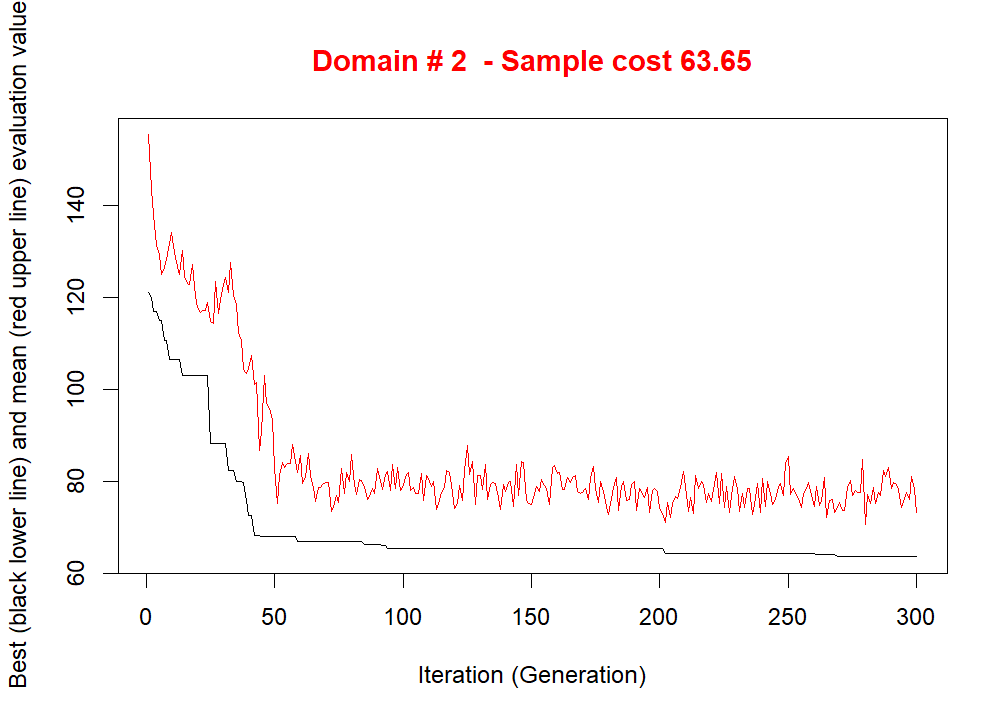 Domain # 2  - Sample cost 63.65
Best (black lower line) and mean (red upper line) evaluation value
140
120
100
80
60
0 50 100 150 200 250 300
Iteration (Generation)